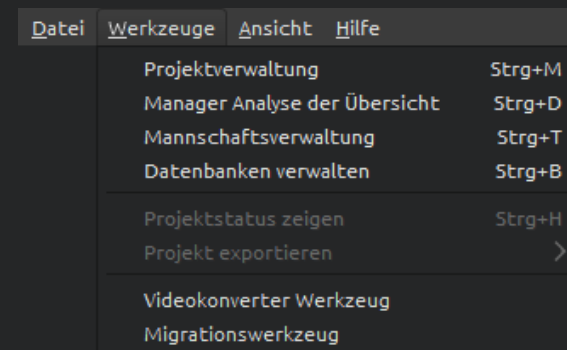 Datei Werkzeuge Ansicht Hilfe
Projektverwaltung Strg+M
Manager Analyse der Übersicht Strg+D
Mannschaftsverwaltung Strg+T
Datenbanken verwalten Strg+B
Projektstatus zeigen Strg+H
Projekt exportieren
Videokonverter Werkzeug
Migrationswerkzeug